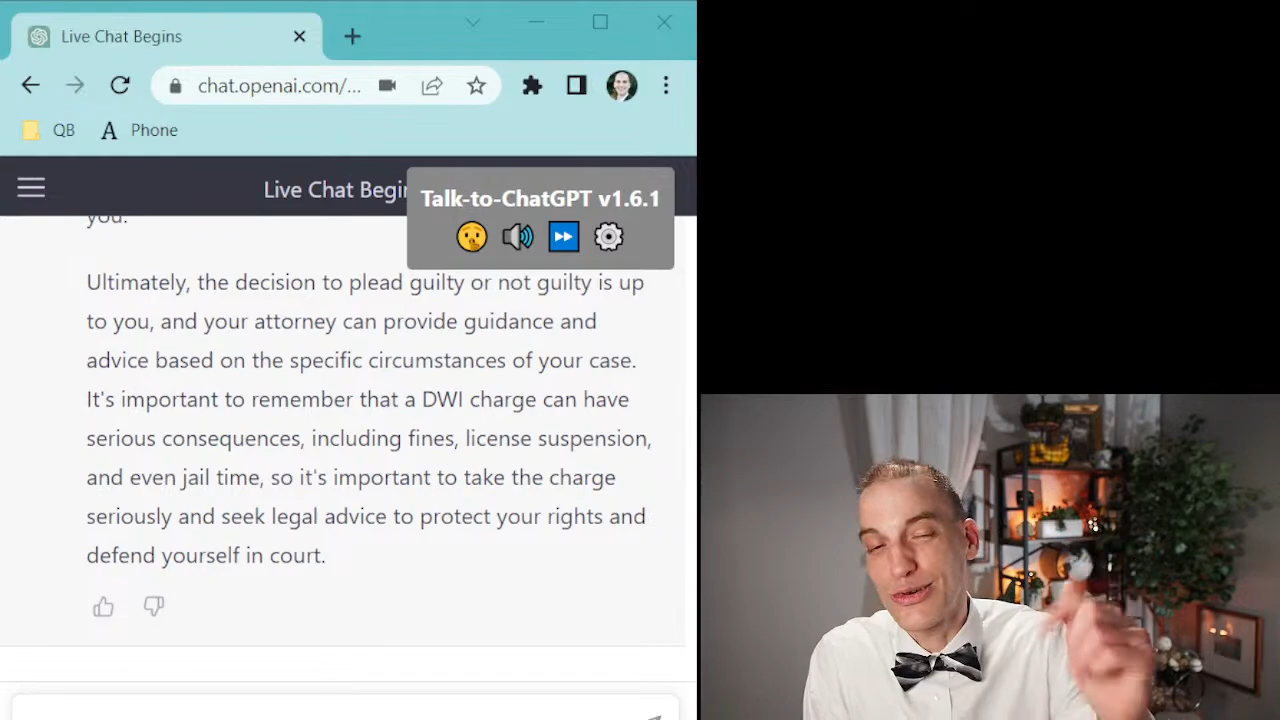 Live Chat Begins
chat.openai.com/...
QB
A Phone
Live Chat Begi
Talk-to-ChatGPT v1.6.1
you.
Ultimately, the decision to plead guilty or not guilty is up
to you, and your attorney can provide guidance and
advice based on the specific circumstances of your case.
It's important to remember that a DWI charge can have
serious consequences, including fines, license suspension,
and even jail time, so it's important to take the charge
seriously and seek legal advice to protect your rights and
defend yourself in court.